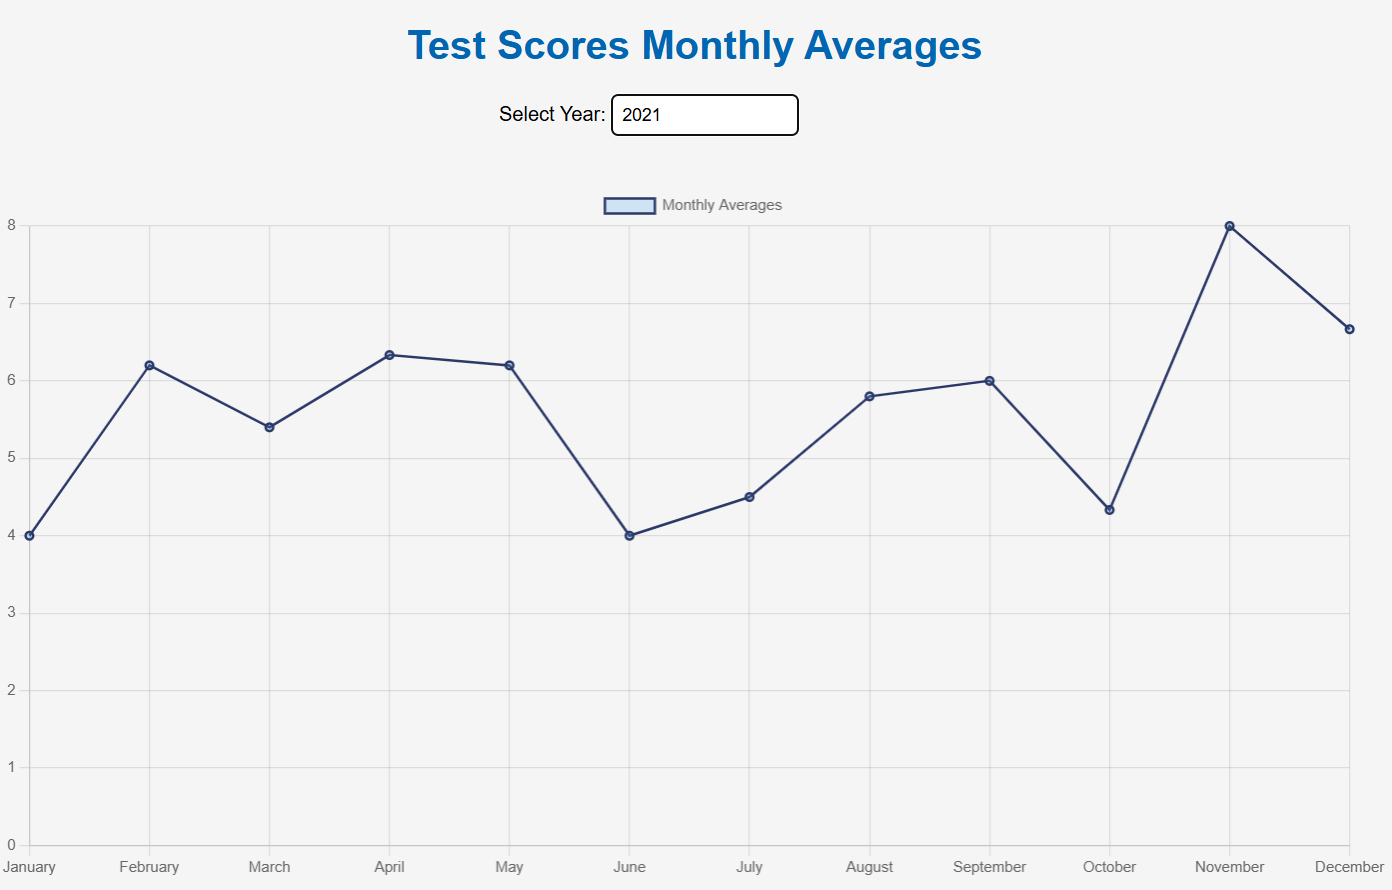 Test Scores Monthly Averages
Select Year: 2021
Monthly Averages
8
7
6
5
4
3
2
1
0
January February March April May June July August September October November December